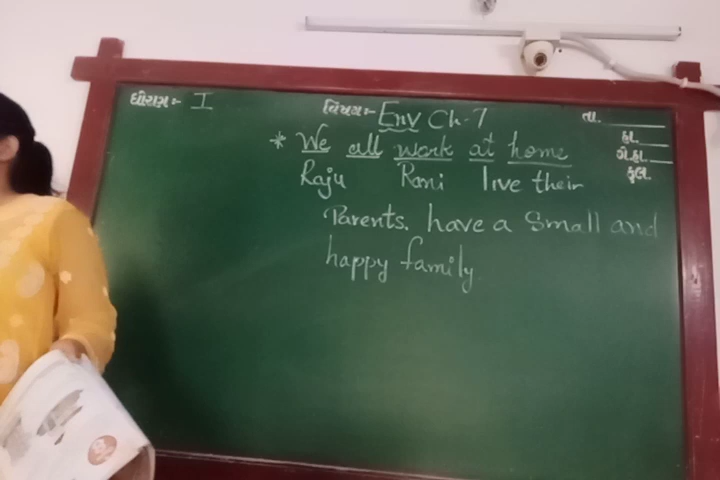 ધોરણ:- I
વિષય:- Env Ch-7
તા.
હા.
ગે.હા.
કુલ.
* We all work at home
Raju Rani live their
Parents. have a Small and
happy family